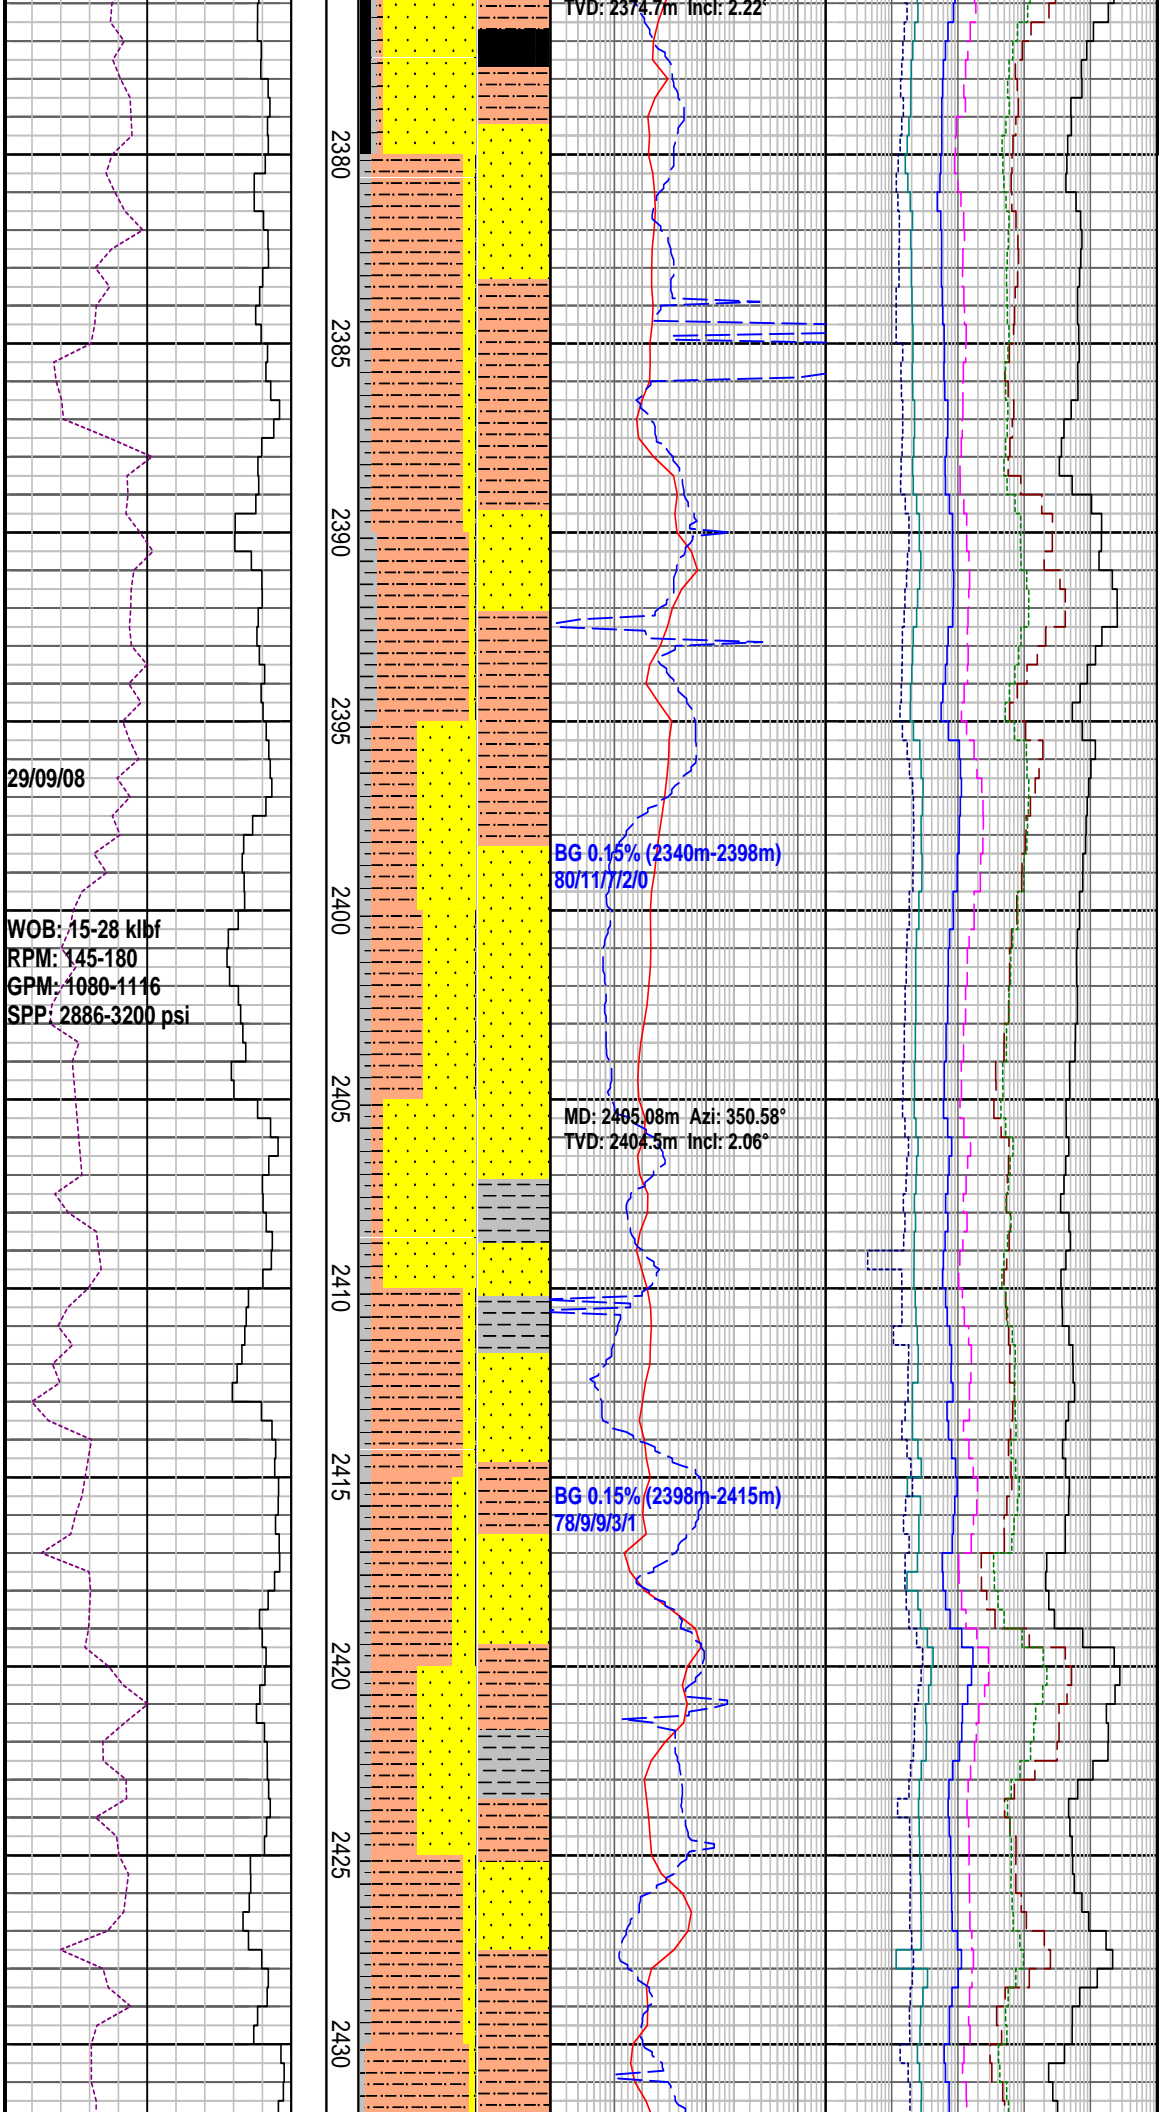 TVD: 2374.7m Incl: 2.22°
2380
2385
2390
2395
29/09/08
BG 0.15% (2340m-2398m)
80/11/7/2/0
2400
WOB: 15-28 klbf
RPM: 145-180
GPM: 1080-1116
SPP: 2886-3200 psi
2405
MD: 2405.08m Azi: 350.58°
TVD: 2404.5m Incl: 2.06°
2410
2415
BG 0.15% (2398m-2415m)
78/9/9/3/1
2420
2425
2430